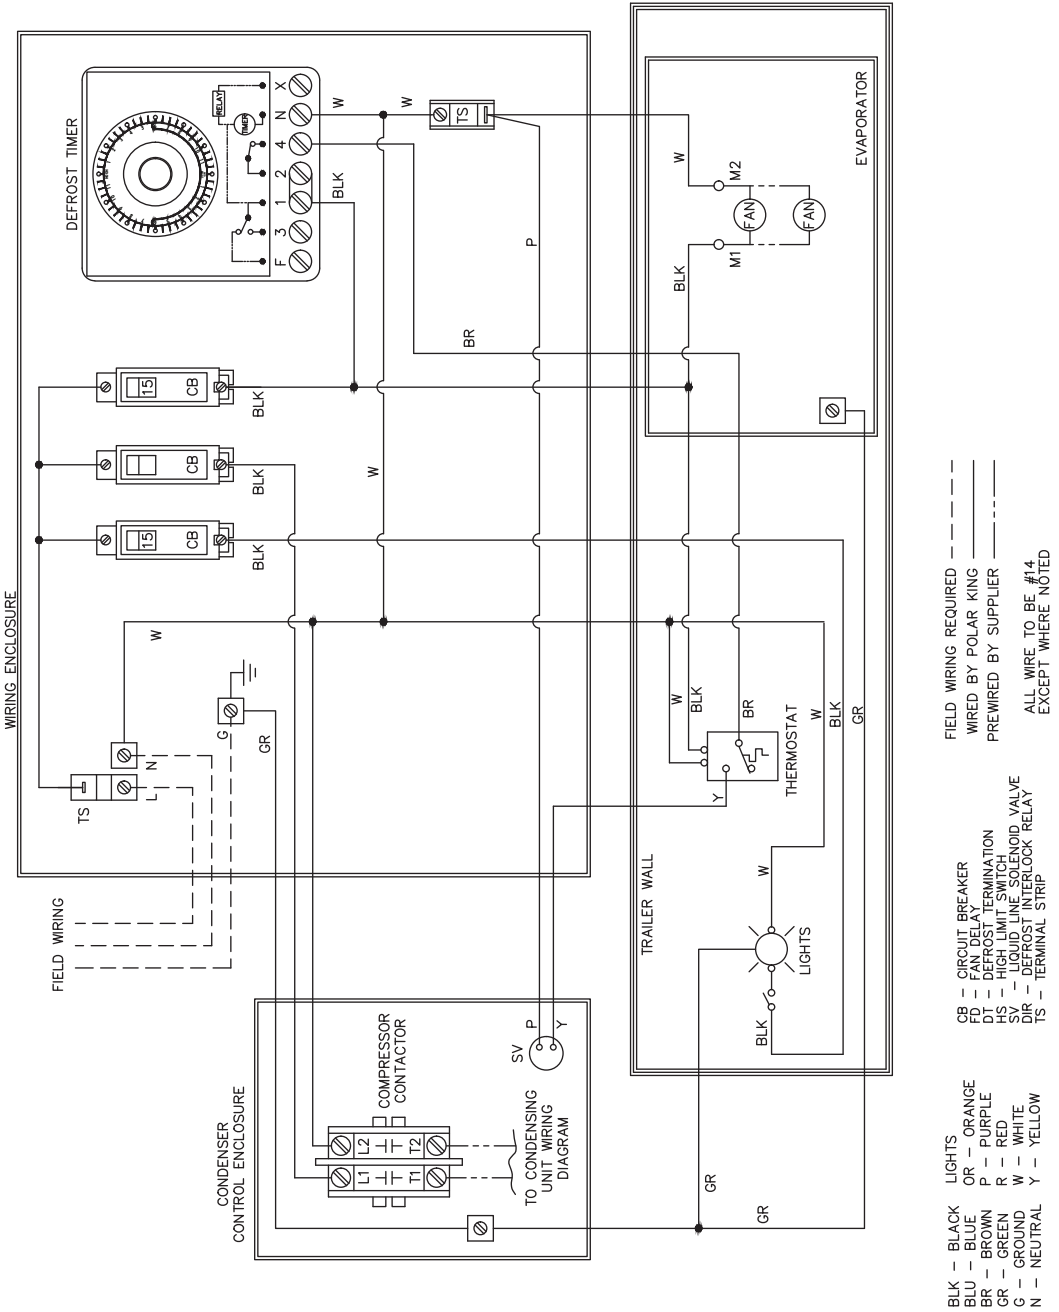 WIRING ENCLOSURE
DEFROST TIMER
RELAY
TIMER
X
N
4
2
1
3
F
W
W
BLK
TS
P
BR
15
CB
BLK
CB
BLK
15
CB
BLK
W
W
TS
L
N
G
GR
FIELD WIRING
EVAPORATOR
W
M2
FAN
FAN
M1
BLK
TRAILER WALL
W
BLK
BR
Y
THERMOSTAT
W
BLK
GR
W
LIGHTS
BLK
CONDENSER
CONTROL ENCLOSURE
COMPRESSOR
CONTACTOR
L2
T2
L1
T1
SV
P
Y
TO CONDENSING
UNIT WIRING
DIAGRAM
GR
GR
BLK – BLACK
BLU – BLUE
BR – BROWN
GR – GREEN
G – GROUND
N – NEUTRAL
LIGHTS
OR – ORANGE
P – PURPLE
R – RED
W – WHITE
Y – YELLOW
CB – CIRCUIT BREAKER
FD – FAN DELAY
DT – DEFROST TERMINATION
HS – HIGH LIMIT SWITCH
SV – LIQUID LINE SOLENOID VALVE
DIR – DEFROST INTERLOCK RELAY
TS – TERMINAL STRIP
FIELD WIRING REQUIRED
WIRED BY POLAR KING
PREWIRED BY SUPPLIER
ALL WIRE TO BE #14
EXCEPT WHERE NOTED